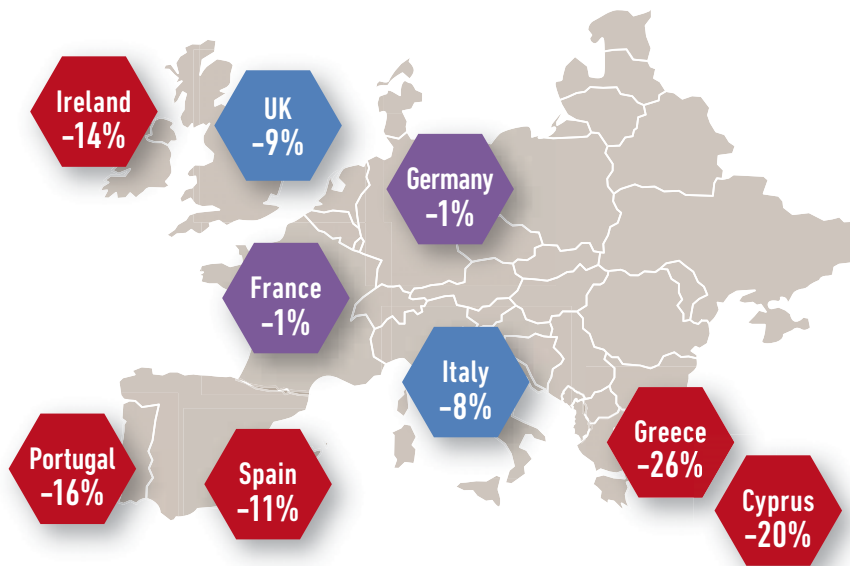 Ireland
-14%
UK
-9%
Germany
-1%
France
-1%
Italy
-8%
Portugal
-16%
Spain
-11%
Greece
-26%
Cyprus
-20%